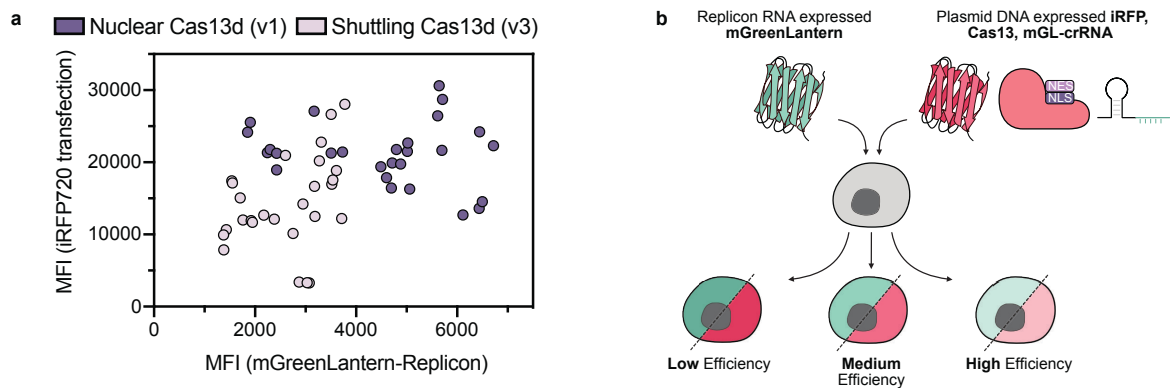 a
Nuclear Cas13d (v1) Shuttling Cas13d (v3)
MFI (iRFP720 transfection)
30000
20000
10000
0
0 2000 4000 6000
MFI (mGreenLantern-Replicon)
b
Replicon RNA expressed
mGreenLantern
Plasmid DNA expressed iRFP,
Cas13, mGL-crRNA
NES
NLS
Low Efficiency
Medium
Efficiency
High Efficiency